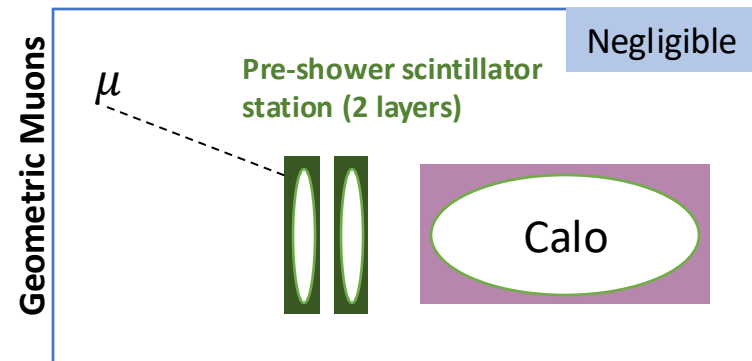 Negligible
Geometric Muons
μ
Pre-shower scintillator
station (2 layers)
Calo